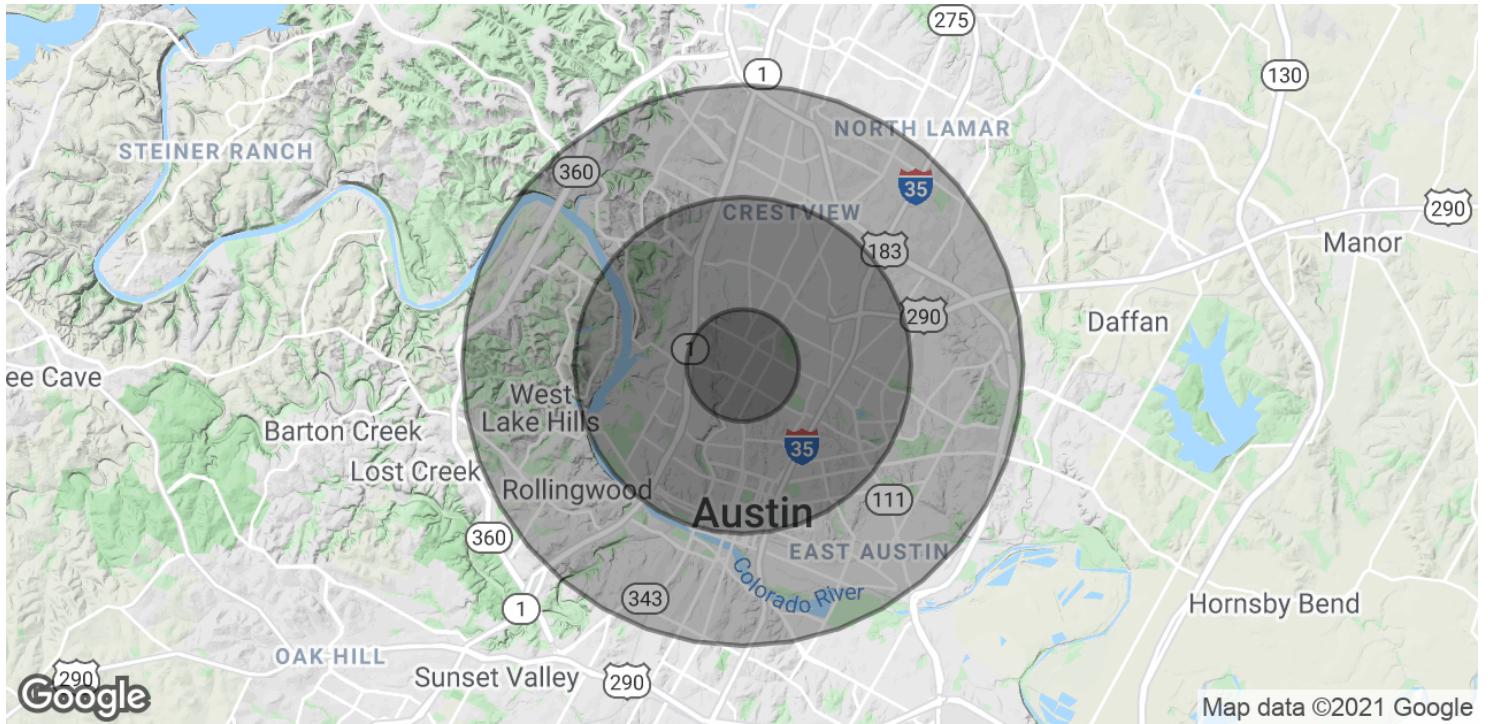 275
1
130
NORTH LAMAR
STEINER RANCH
360
35
290
CRESTVIEW
Manor
183
290
Daffan
1
ee Cave
West
Lake Hills
Barton Creek
35
Lost Creek
Rollingwood
111
Austin
360
EAST AUSTIN
Colorado River
343
1
Hornsby Bend
OAK HILL
290
Sunset Valley
290
Google
Map data ©2021 Google